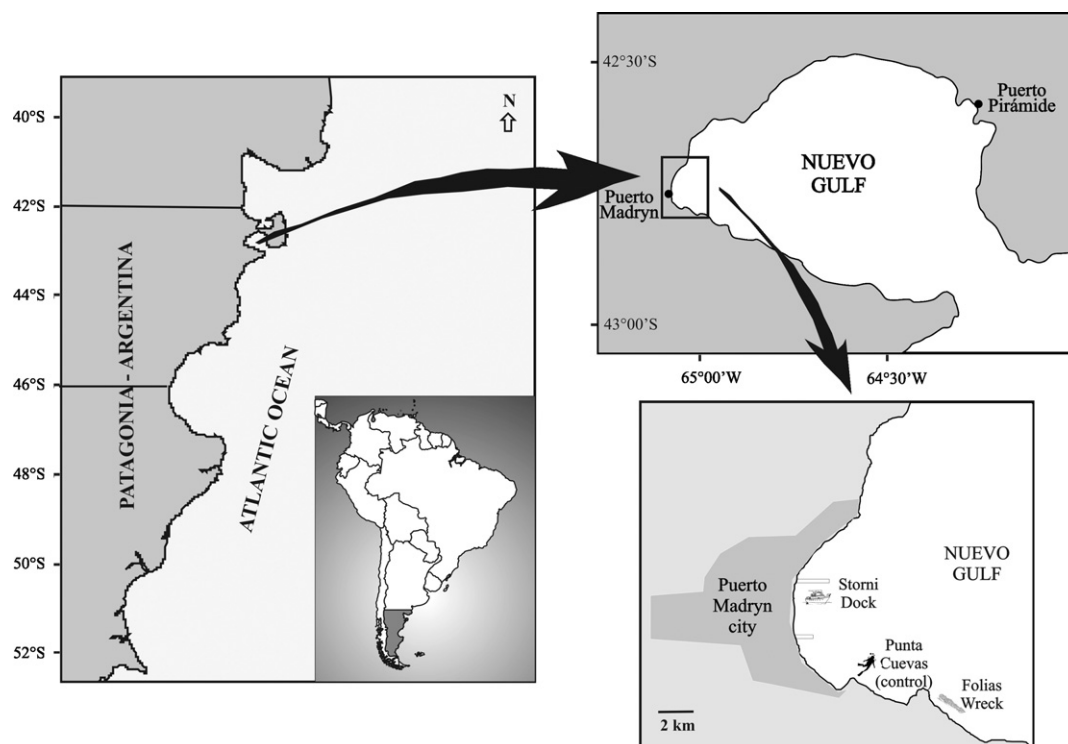 40°S
42°S
44°S
46°S
48°S
50°S
52°S
N
PATAGONIA - ARGENTINA
ATLANTIC OCEAN
42°30'S
43°00'S
65°00'W
64°30'W
Puerto
Pirámide
NUEVO
GULF
Puerto
Madryn
Puerto
Madryn
city
Storni
Dock
NUEVO
GULF
Punta
Cuevas
(control)
Folias
Wreck
2 km